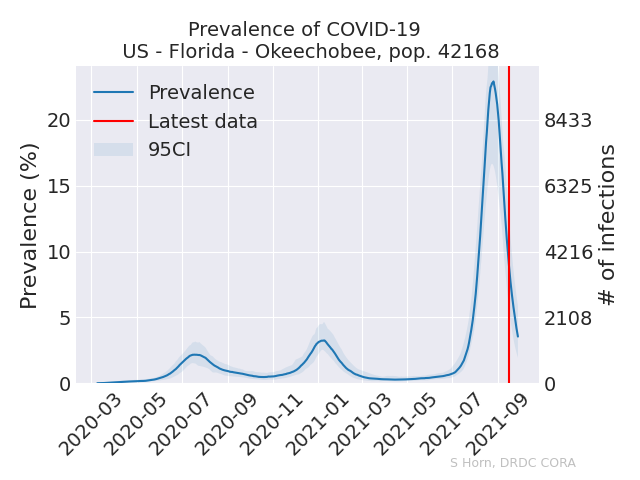 Prevalence of COVID-19
US - Florida - Okeechobee, pop. 42168
Prevalence
Latest data
95CI
Prevalence (%)
20
15
10
5
0
8433
6325
4216
2108
0
# of infections
2020-03
2020-05
2020-07
2020-09
2020-11
2021-01
2021-03
2021-05
2021-07
2021-09
S Horn, DRDC CORA